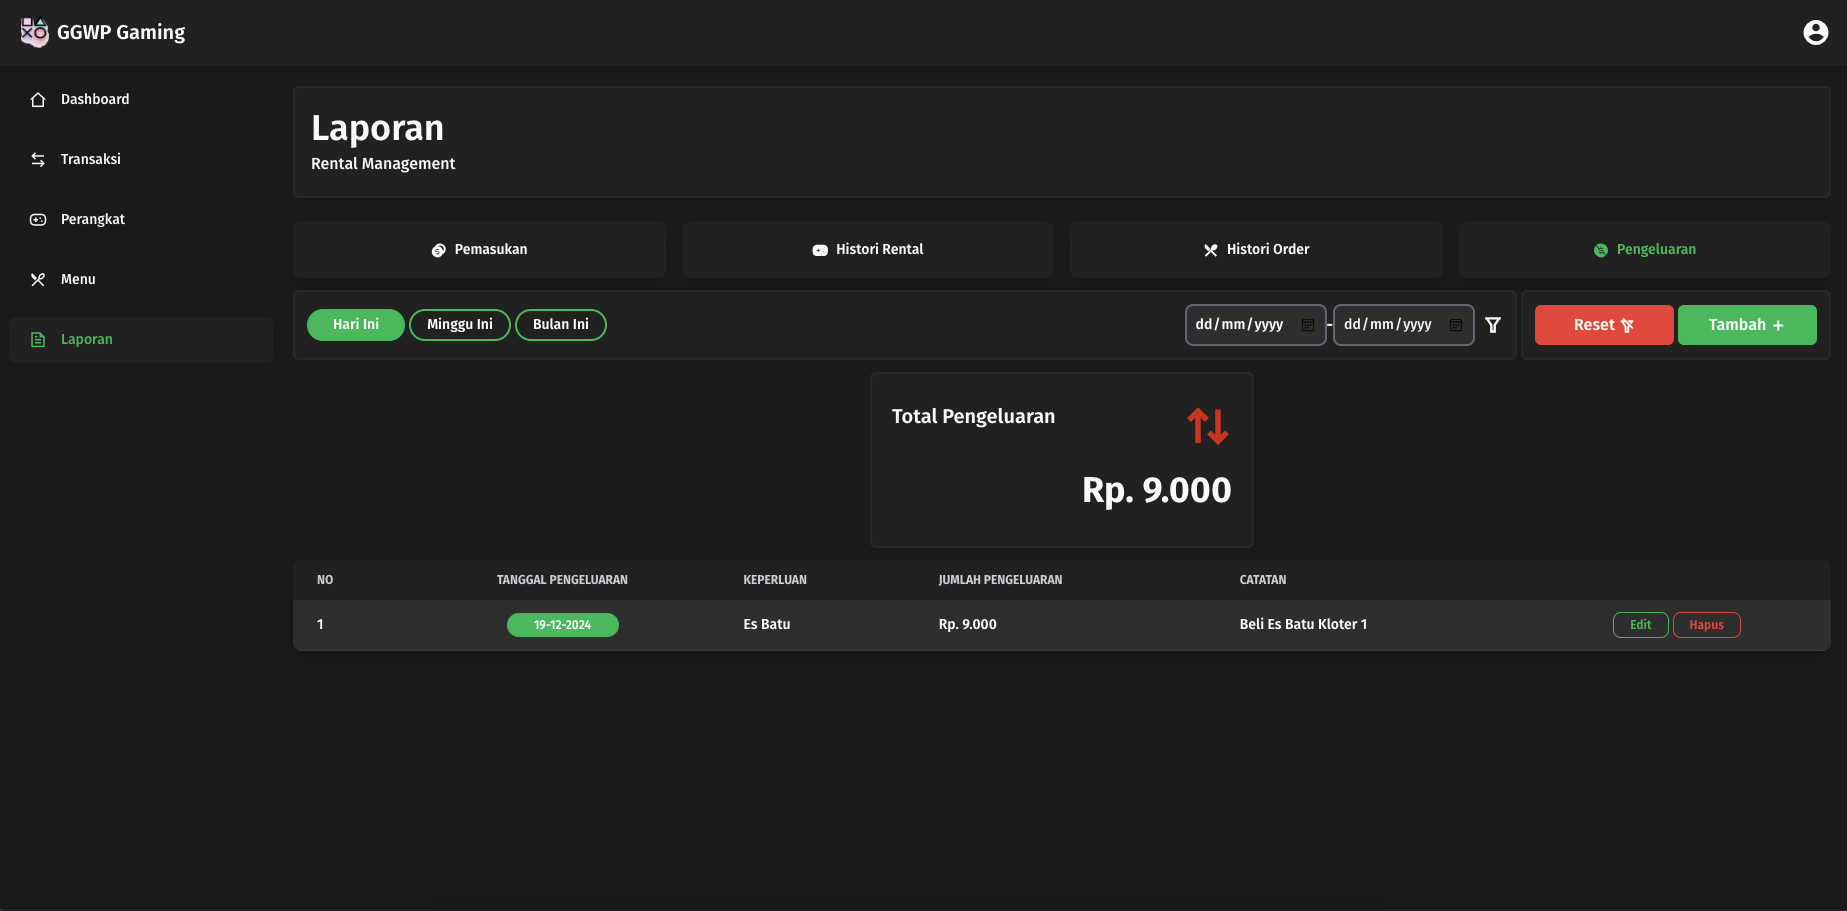 GGWP Gaming
Dashboard
Transaksi
Perangkat
Menu
Laporan
Laporan
Rental Management
Pemasukan
Histori Rental
Histori Order
Pengeluaran
Hari Ini
Minggu Ini
Bulan Ini
dd/mm/yyyy - dd/mm/yyyy
Reset
Tambah +
Total Pengeluaran
Rp. 9.000
NO TANGGAL PENGELUARAN KEPERLUAN JUMLAH PENGELUARAN CATATAN
1 19-12-2024 Es Batu Rp. 9.000 Beli Es Batu Kloter 1 Edit Hapus